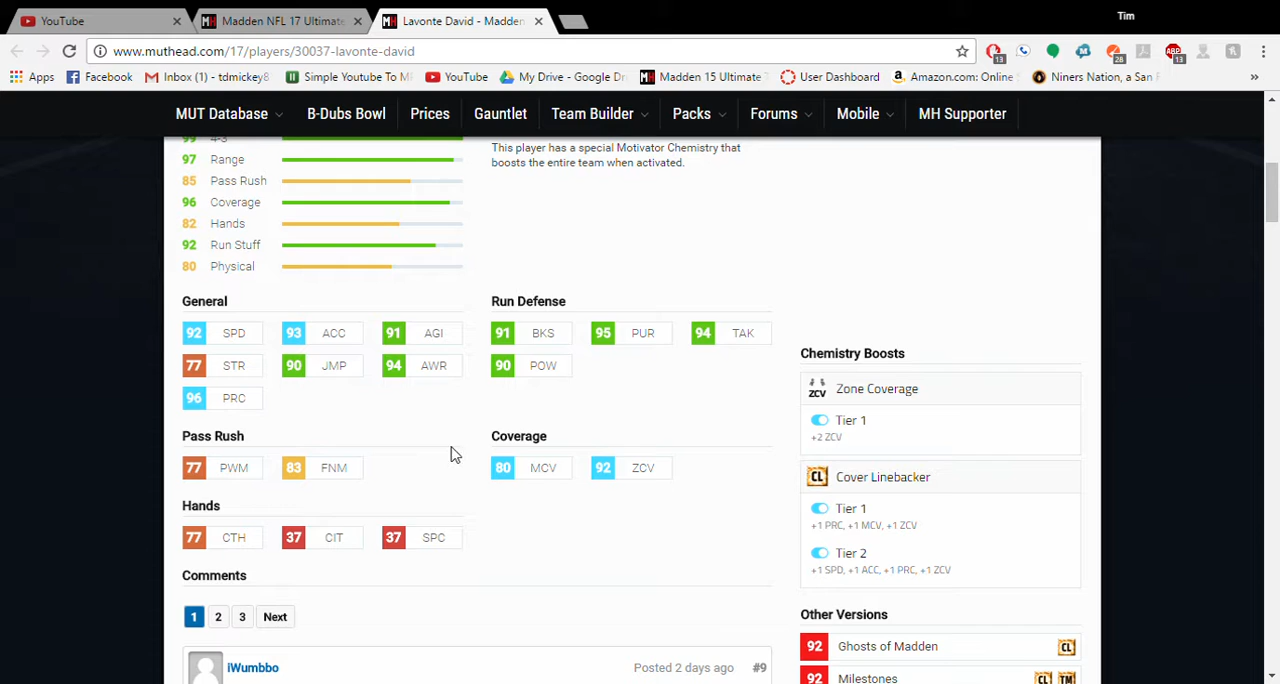 Tim
YouTube
Madden NFL 17 Ultimate
Lavonte David - Madden
www.muthead.com/17/players/30037-lavonte-david
13
28
ABP
13
Apps
Facebook
Inbox (1) - tdmickey8
Simple Youtube To M
YouTube
My Drive - Google Dr
Madden 15 Ultimate
User Dashboard
Amazon.com: Online
Niners Nation, a San
»
MUT Database
B-Dubs Bowl
Prices
Gauntlet
Team Builder
Packs
Forums
Mobile
MH Supporter
99 4-3
97 Range
85 Pass Rush
96 Coverage
82 Hands
92 Run Stuff
80 Physical
This player has a special Motivator Chemistry that
boosts the entire team when activated.
General
92 SPD 93 ACC 91 AGI
77 STR 90 JMP 94 AWR
96 PRC
Run Defense
91 BKS 95 PUR 94 TAK
90 POW
Pass Rush
77 PWM 83 FNM
Coverage
80 MCV 92 ZCV
Hands
77 CTH 37 CIT 37 SPC
Chemistry Boosts
ZCV Zone Coverage
Tier 1
+2 ZCV
CL Cover Linebacker
Tier 1
+1 PRC, +1 MCV, +1 ZCV
Tier 2
+1 SPD, +1 ACC, +1 PRC, +1 ZCV
Other Versions
92 Ghosts of Madden CL
92 Milestones CL TM
Comments
1 2 3 Next
iWumbbo
Posted 2 days ago #9